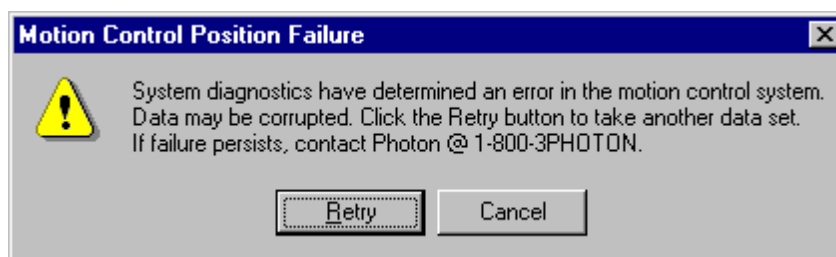 Motion Control Position Failure
System diagnostics have determined an error in the motion control system.
Data may be corrupted. Click the Retry button to take another data set.
If failure persists, contact Photon @ 1-800-3PHOTON.
Retry
Cancel